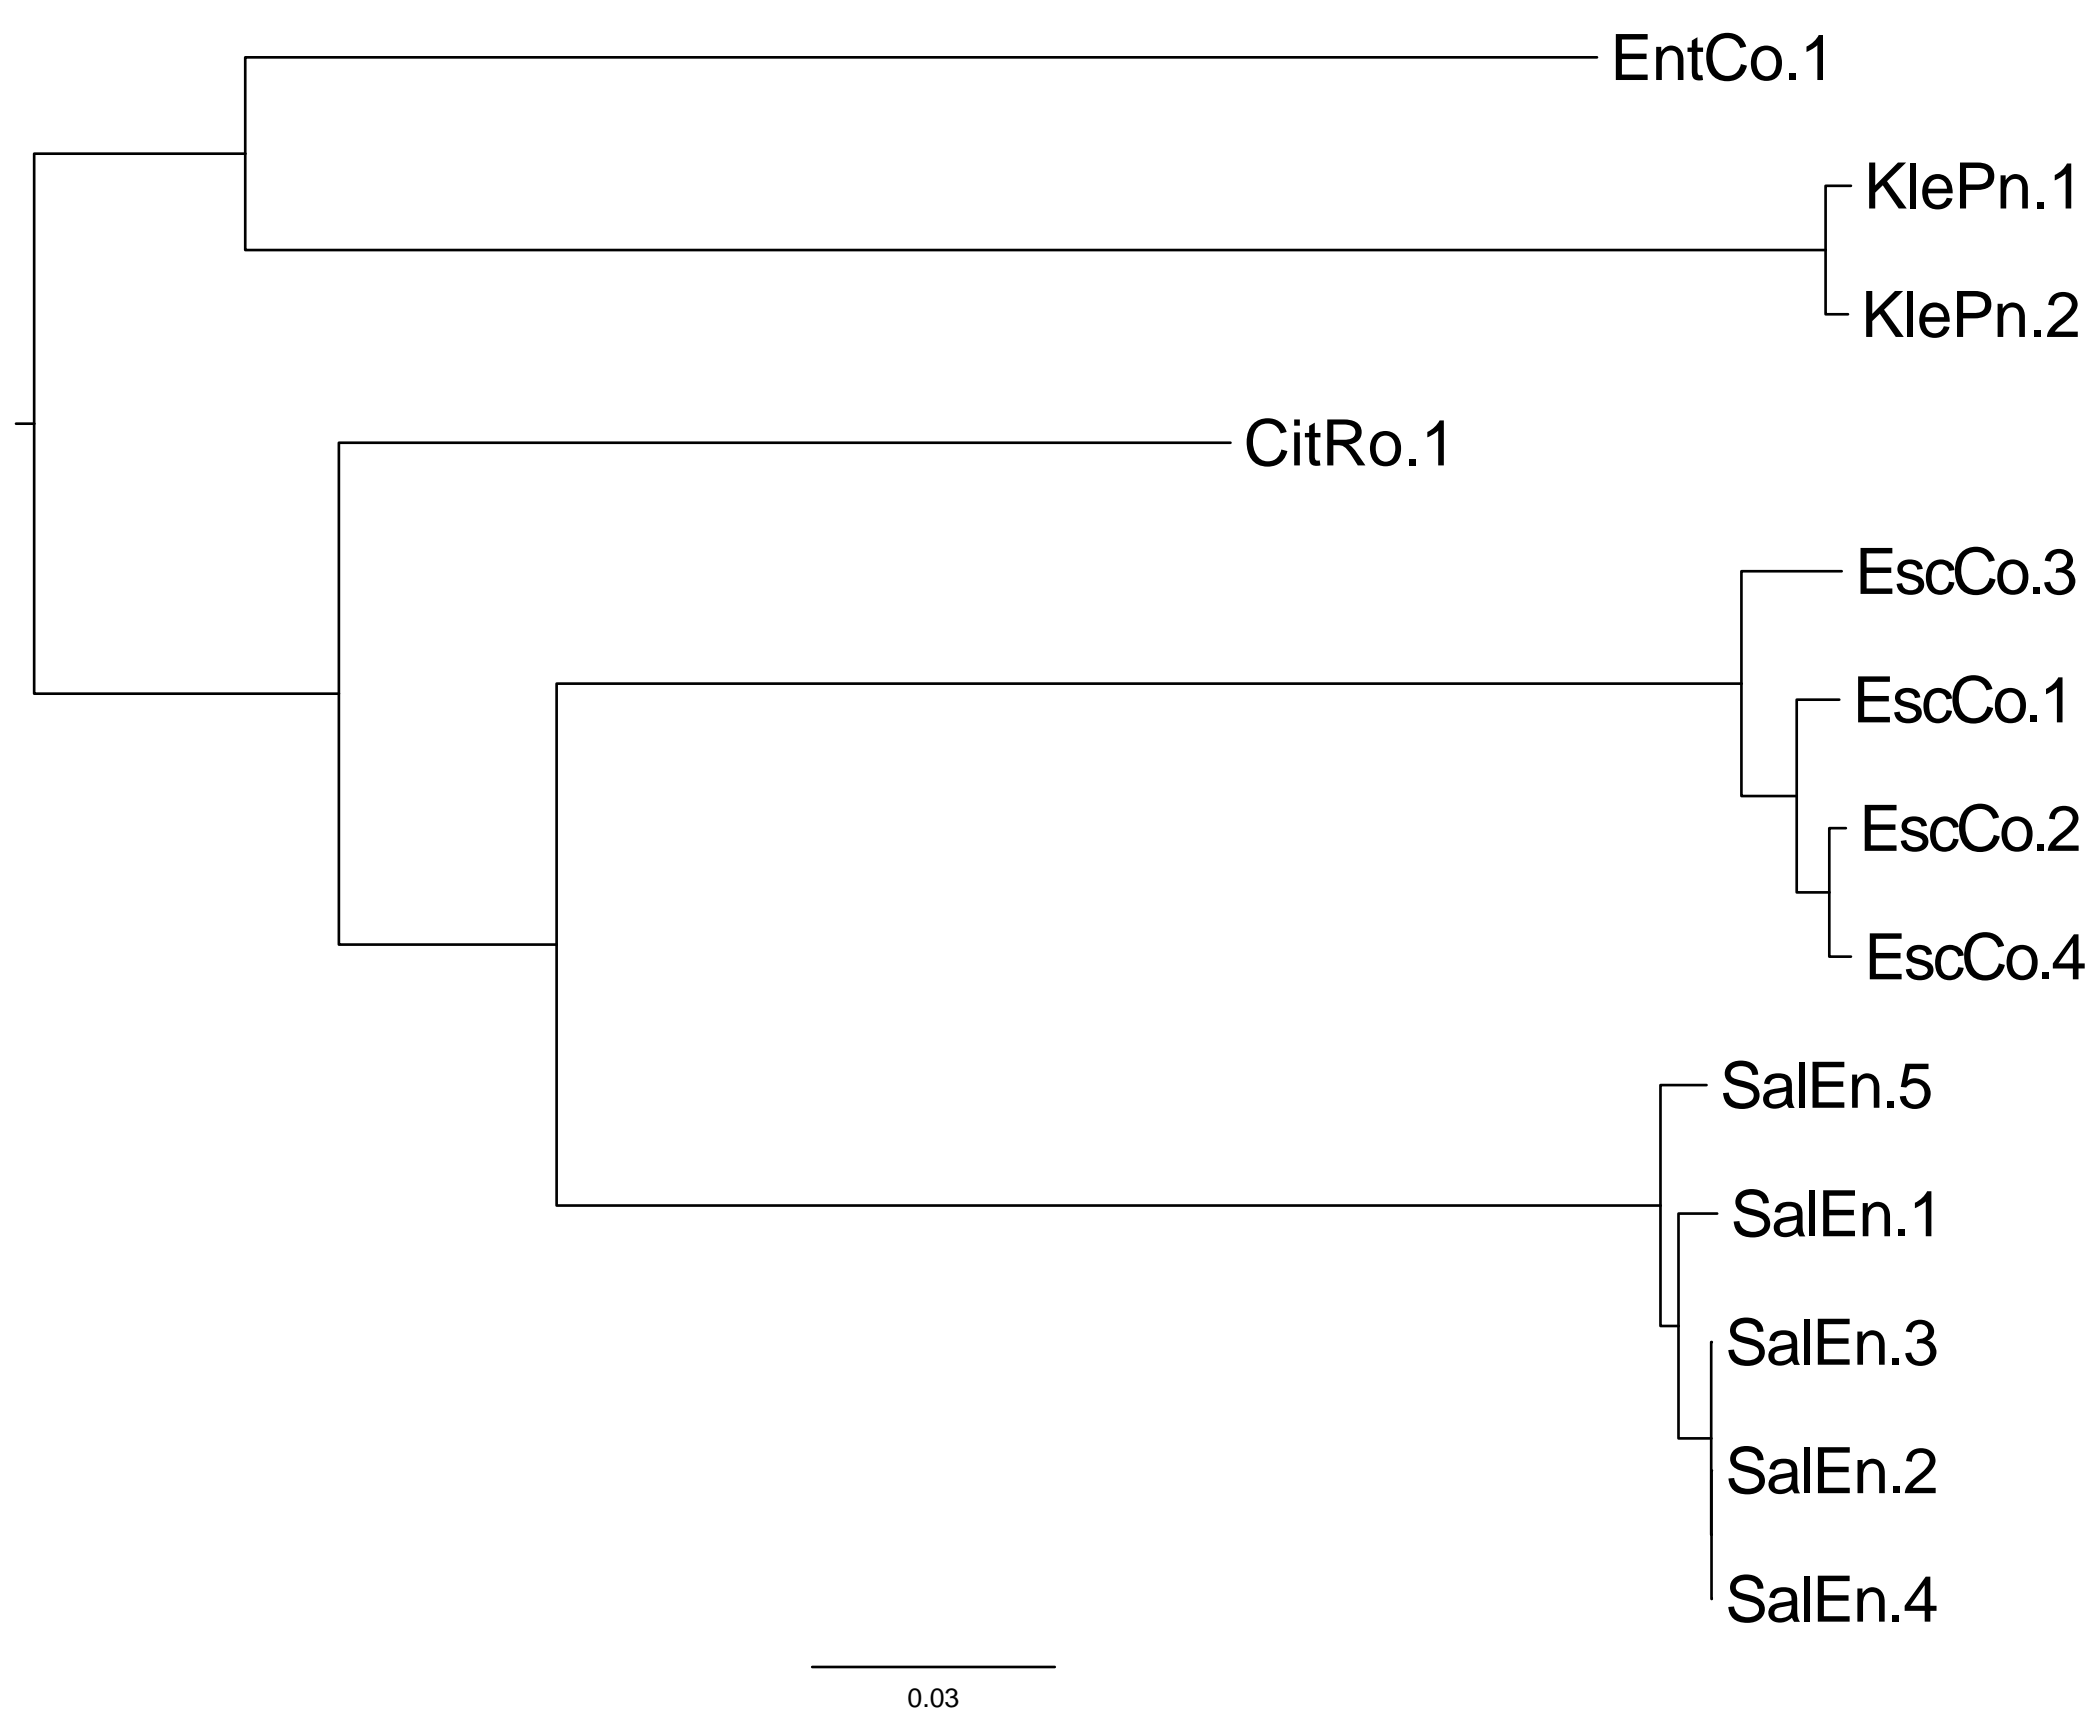 EntCo.1
KlePn.1
KlePn.2
CitRo.1
EscCo.3
EscCo.1
EscCo.2
EscCo.4
SalEn.5
SalEn.1
SalEn.3
SalEn.2
SalEn.4
0.03